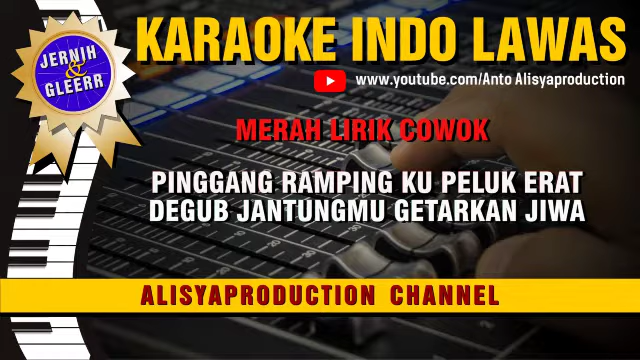 JERNIH
&
GLEERR
KARAOKE INDO LAWAS
www.youtube.com/Anto Alisyaproduction
MERAH LIRIK COWOK
PINGGANG RAMPING KU PELUK ERAT
DEGUB JANTUNGMU GETARKAN JIWA
ALISYAPRODUCTION CHANNEL